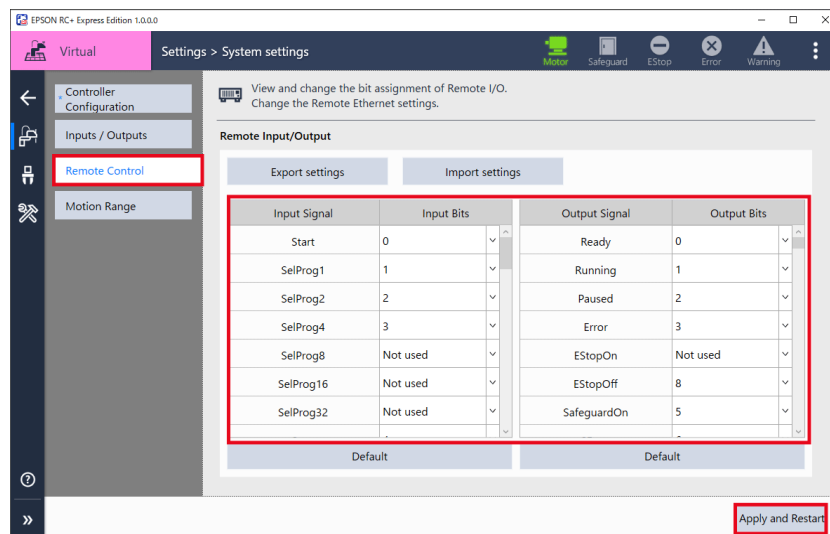 EPSON RC+ Express Edition 1.0.0.0
Virtual
Settings > System settings
Motor
Safeguard
EStop
Error
Warning
Controller
Configuration
Inputs / Outputs
Remote Control
Motion Range
View and change the bit assignment of Remote I/O.
Change the Remote Ethernet settings.
Remote Input/Output
Export settings
Import settings
Input Signal Input Bits Output Signal Output Bits
Start 0 Ready 0
SelProg1 1 Running 1
SelProg2 2 Paused 2
SelProg4 3 Error 3
SelProg8 Not used EStopOn Not used
SelProg16 Not used EStopOff 8
SelProg32 Not used SafeguardOn 5
Default
Default
Apply and Restart